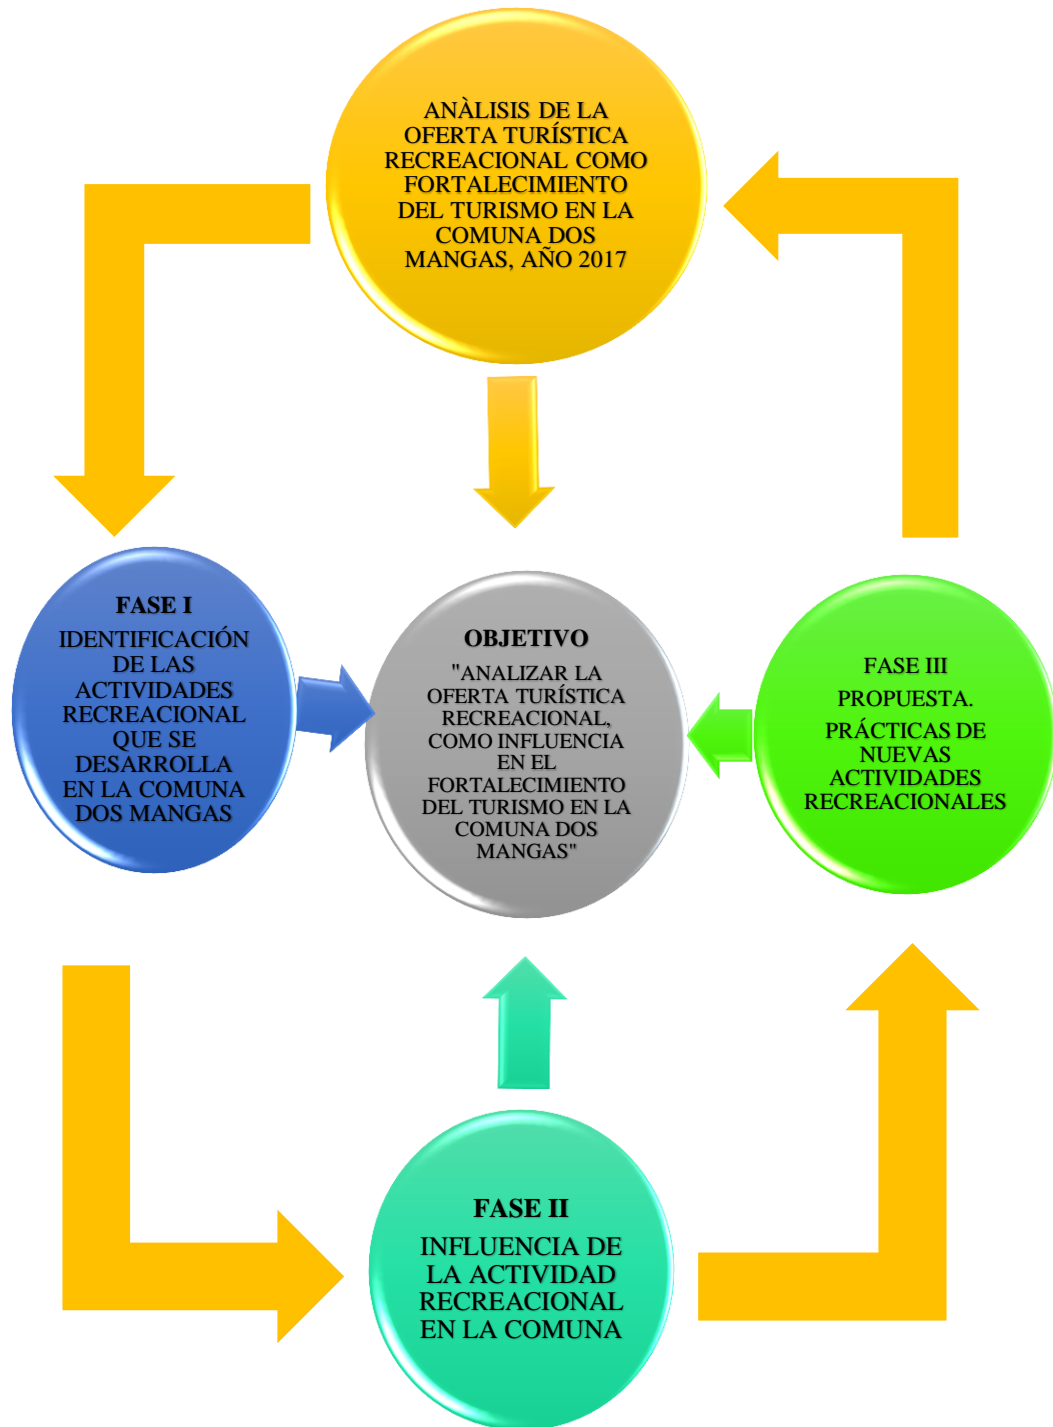 ANÀLISIS DE LA
OFERTA TURÍSTICA
RECREACIONAL COMO
FORTALECIMIENTO
DEL TURISMO EN LA
COMUNA DOS
MANGAS, AÑO 2017
FASE I
IDENTIFICACIÓN
DE LAS
ACTIVIDADES
RECREACIONAL
QUE SE
DESARROLLA
EN LA COMUNA
DOS MANGAS
OBJETIVO
"ANALIZAR LA
OFERTA TURÍSTICA
RECREACIONAL,
COMO INFLUENCIA
EN EL
FORTALECIMIENTO
DEL TURISMO EN LA
COMUNA DOS
MANGAS"
FASE III
PROPUESTA.
PRÁCTICAS DE
NUEVAS
ACTIVIDADES
RECREACIONALES
FASE II
INFLUENCIA DE
LA ACTIVIDAD
RECREACIONAL
EN LA COMUNA